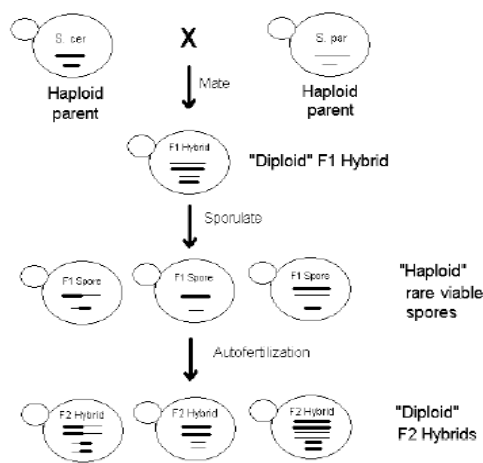 S. cer
X
S. par
Haploid
parent
Haploid
parent
Mate
F1 Hybrid
"Diploid" F1 Hybrid
Sporulate
F1 Spore
F1 Spore
F1 Spore
"Haploid"
rare viable
spores
Autofertilization
F2 Hybrid
F2 Hybrid
F2 Hybrid
"Diploid"
F2 Hybrids